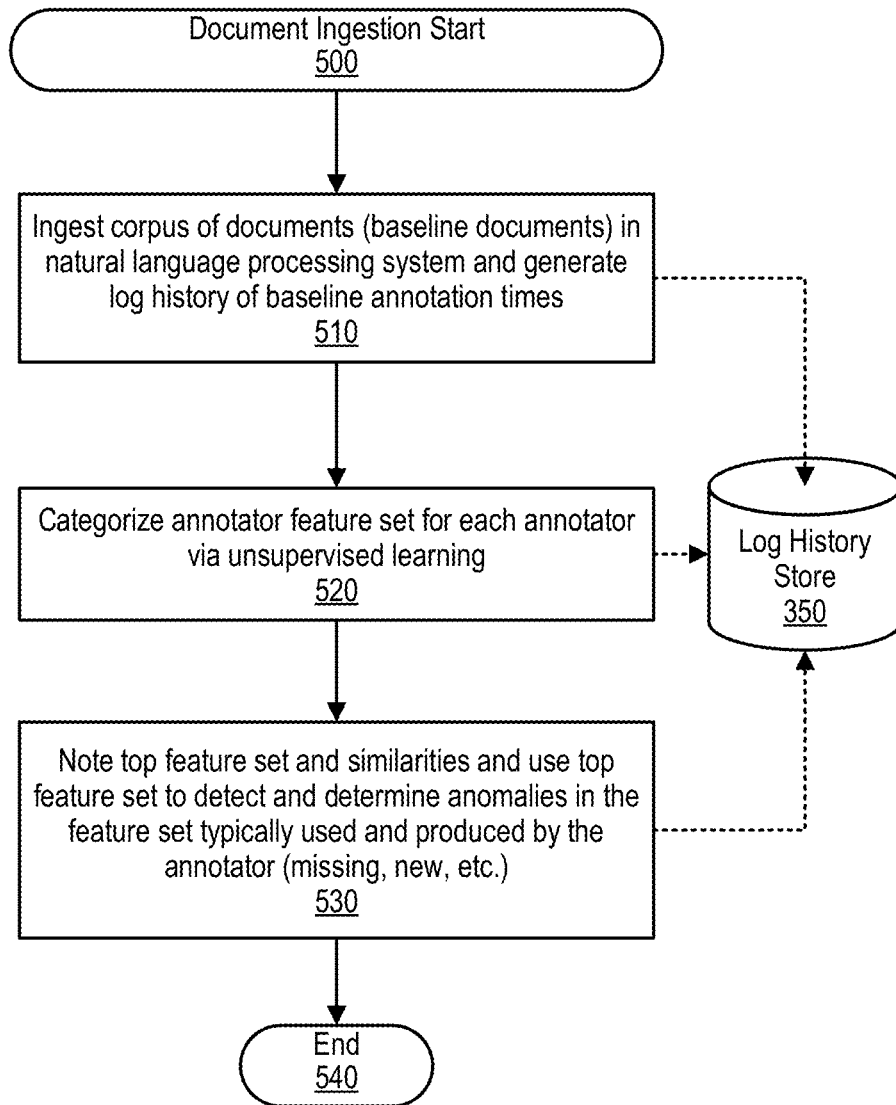 Document Ingestion Start
500
Ingest corpus of documents (baseline documents) in
natural language processing system and generate
log history of baseline annotation times
510
Categorize annotator feature set for each annotator
via unsupervised learning
520
Log History
Store
350
Note top feature set and similarities and use top
feature set to detect and determine anomalies in the
feature set typically used and produced by the
annotator (missing, new, etc.)
530
End
540